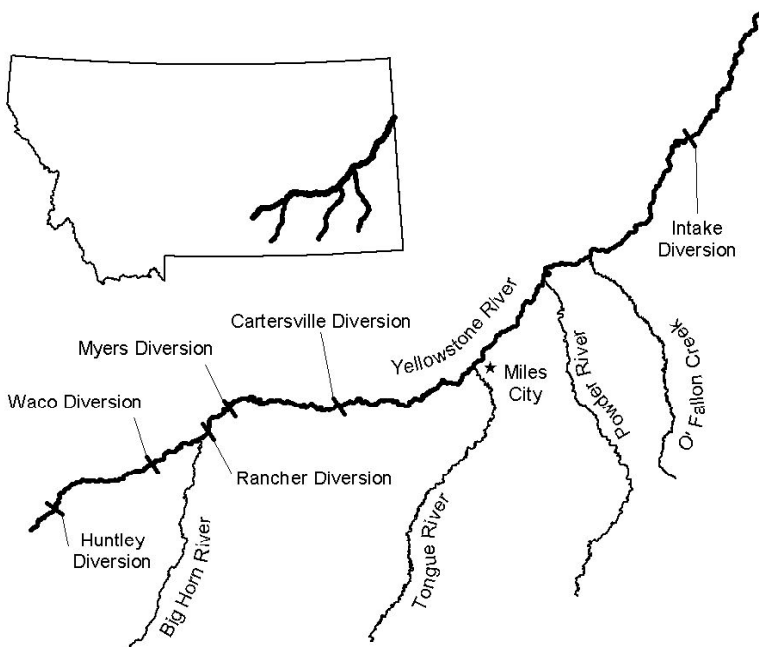 Intake
Diversion
Yellowstone River
Cartersville Diversion
Myers Diversion
Miles
City
Powder River
O' Fallon Creek
Waco Diversion
Rancher Diversion
Huntley
Diversion
Big Horn River
Tongue River